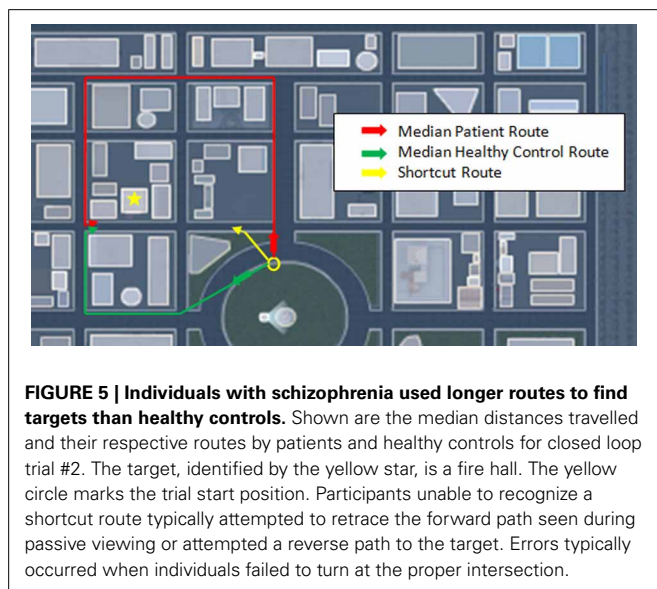 Median Patient Route
Median Healthy Control Route
Shortcut Route
FIGURE 5 | Individuals with schizophrenia used longer routes to find
targets than healthy controls. Shown are the median distances travelled
and their respective routes by patients and healthy controls for closed loop
trial #2. The target, identified by the yellow star, is a fire hall. The yellow
circle marks the trial start position. Participants unable to recognize a
shortcut route typically attempted to retrace the forward path seen during
passive viewing or attempted a reverse path to the target. Errors typically
occurred when individuals failed to turn at the proper intersection.